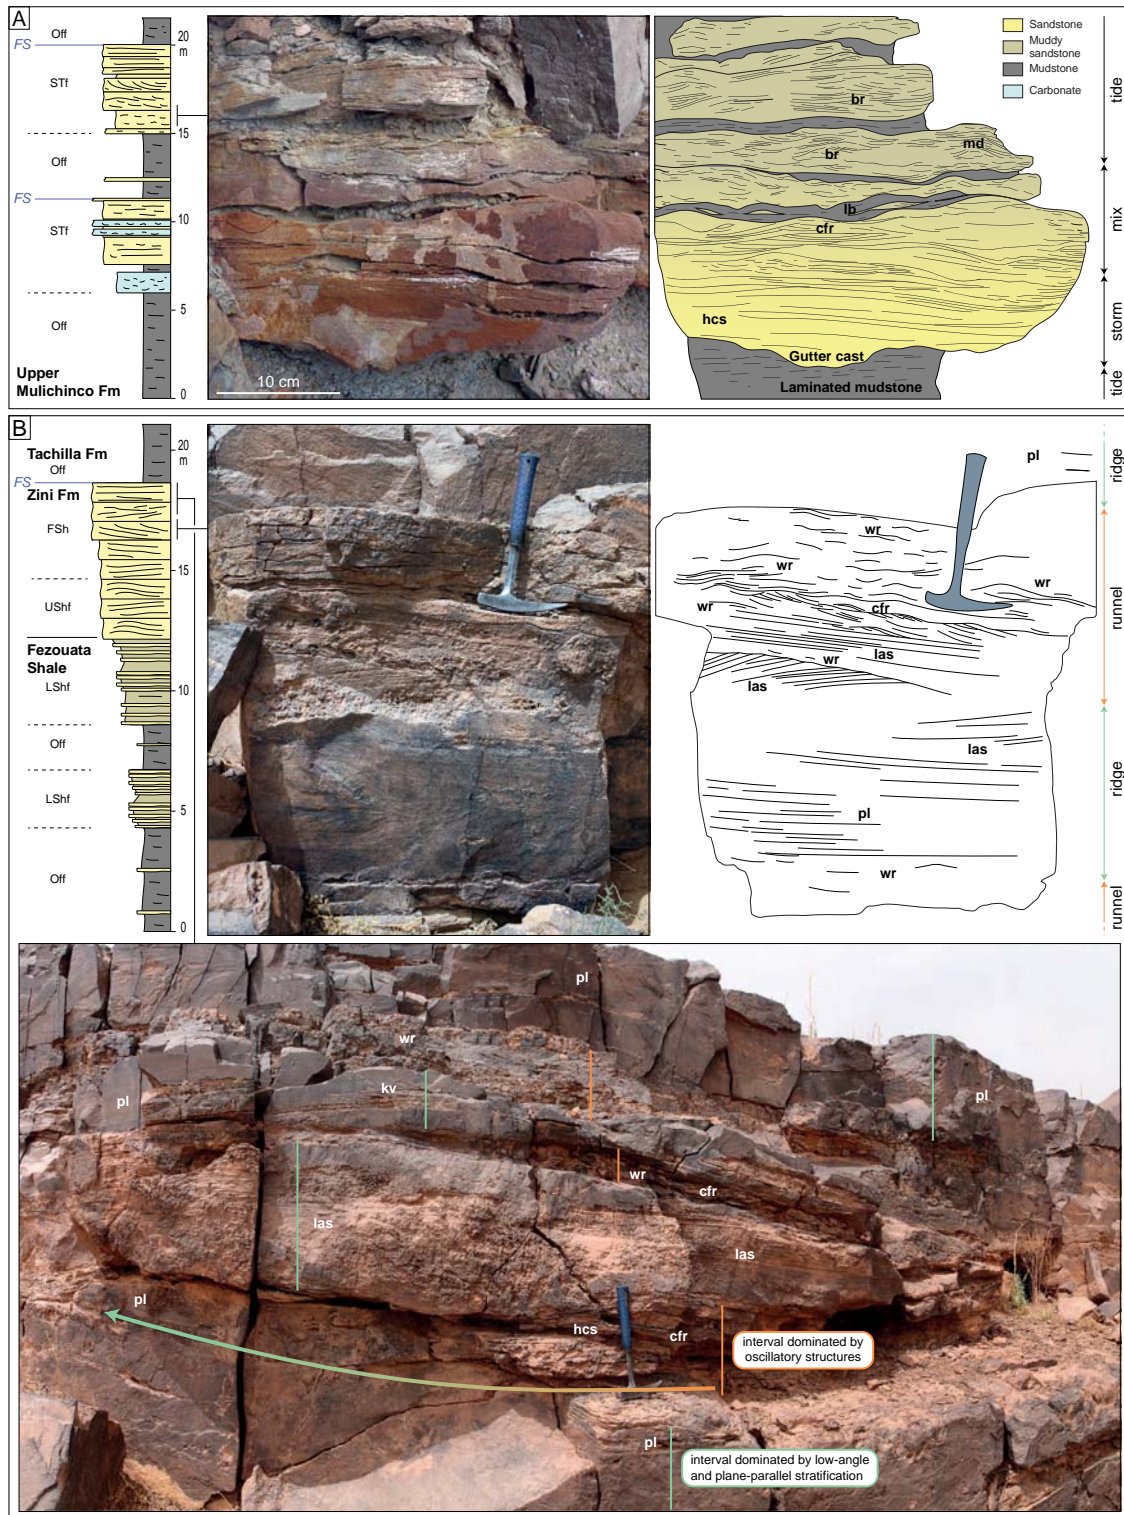 A
Off
FS
20
m
STf
15
Off
FS
10
STf
5
Off
Upper
Mulichinco Fm
0
10 cm
Sandstone
Muddy
sandstone
Mudstone
Carbonate
br
br
md
lb
cfr
hcs
Gutter cast
Laminated mudstone
tide
mix
storm
tide
B
Tachilla Fm
20
m
Off
FS
Zini Fm
FSh
15
UShf
Fezouata
Shale
LShf
10
Off
LShf
5
Off
0
pl
wr
wr
wr
wr
cfr
las
wr
las
las
pl
wr
ridge
runnel
ridge
runnel
pl
wr
kv
pl
pl
wr
cfr
las
las
pl
hcs
cfr
interval dominated by
oscillatory structures
pl
interval dominated by low-angle
and plane-parallel stratification